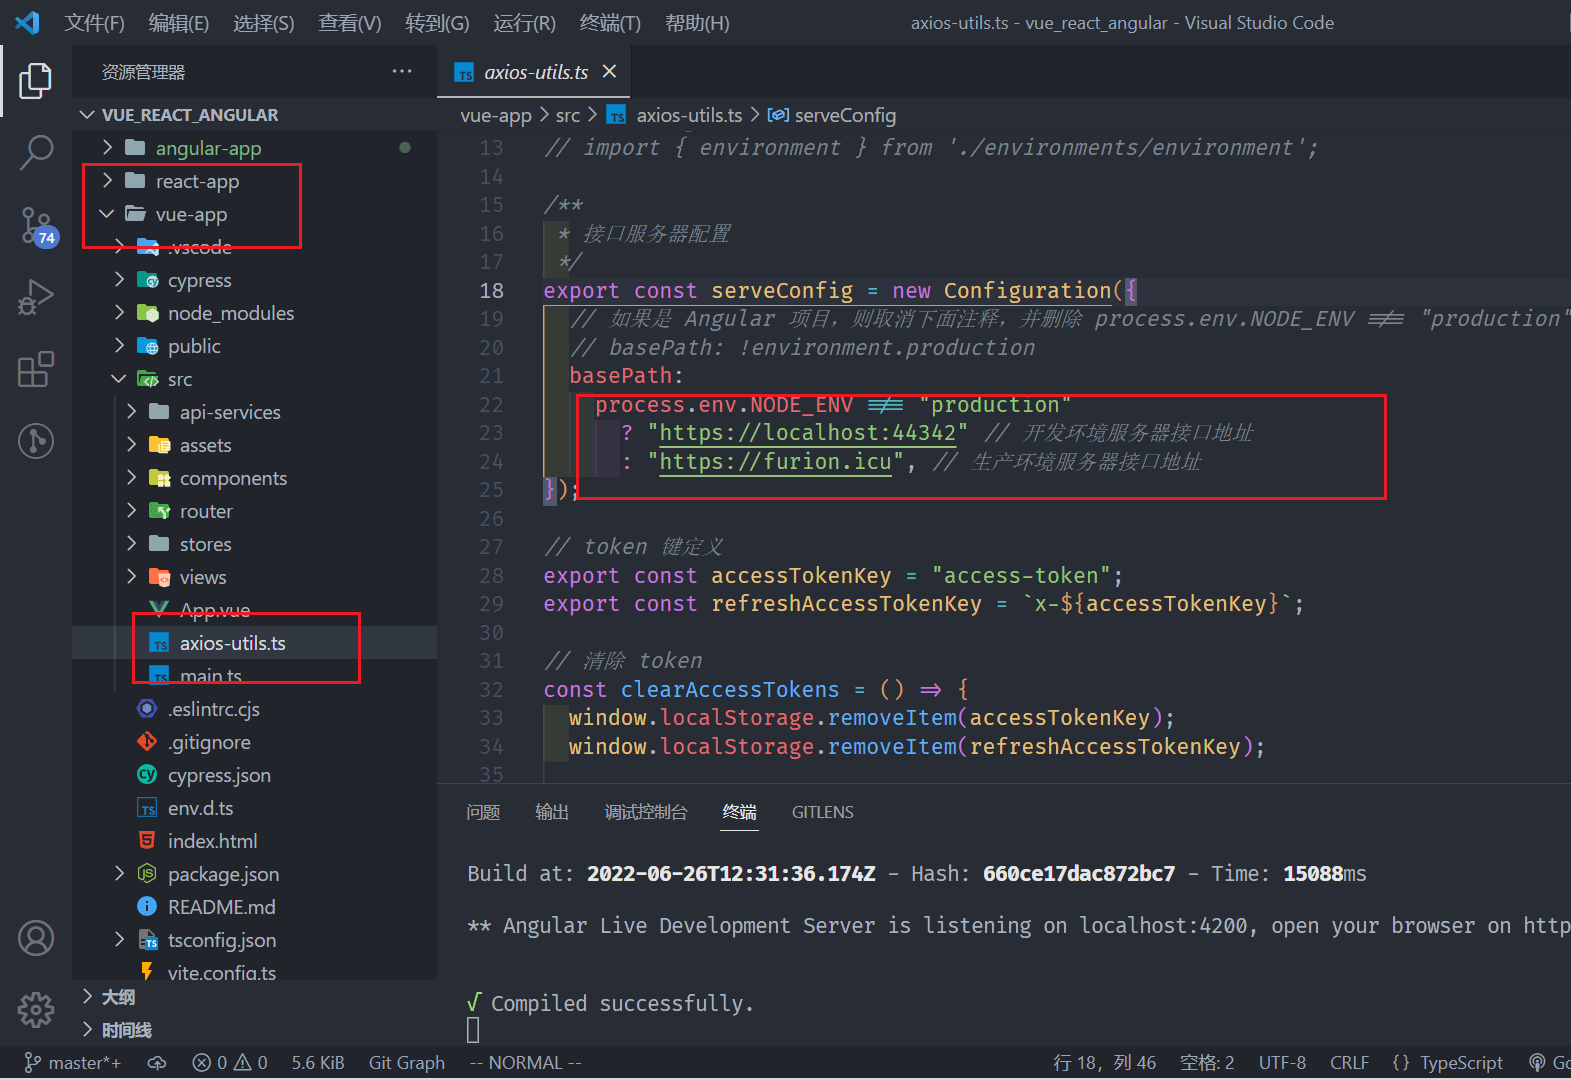 文件(F) 编辑(E) 选择(S) 查看(V) 转到(G) 运行(R) 终端(T) 帮助(H) axios-utils.ts - vue_react_angular - Visual Studio Code
资源管理器 ···
axios-utils.ts
VUE_REACT_ANGULAR
vue-app > src > TS axios-utils.ts > serveConfig
angular-app
react-app
vue-app
.vscode
cypress
node_modules
public
src
api-services
assets
components
router
stores
views
App.vue
axios-utils.ts
main.ts
.eslintrc.cjs
.gitignore
cypress.json
env.d.ts
index.html
package.json
README.md
tsconfig.json
vite.config.ts
大纲
时间线
74
13 // import { environment } from './environments/environment';
14
15 /**
16 * 接口服务器配置
17 */
18 export const serveConfig = new Configuration({
19 // 如果是 Angular 项目，则取消下面注释，并删除 process.env.NODE_ENV !== "production"
20 // basePath: !environment.production
21 basePath:
22 process.env.NODE_ENV !== "production"
23 ? "https://localhost:44342" // 开发环境服务器接口地址
24 : "https://furion.icu", // 生产环境服务器接口地址
25 });
26
27 // token 键定义
28 export const accessTokenKey = "access-token";
29 export const refreshAccessTokenKey = `x-${accessTokenKey}`;
30
31 // 清除 token
32 const clearAccessTokens = () => {
33 window.localStorage.removeItem(accessTokenKey);
34 window.localStorage.removeItem(refreshAccessTokenKey);
35
问题 输出 调试控制台 终端 GITLENS
Build at: 2022-06-26T12:31:36.174Z - Hash: 660ce17dac872bc7 - Time: 15088ms
** Angular Live Development Server is listening on localhost:4200, open your browser on http
√ Compiled successfully.
master*+ 0 0 5.6 KiB Git Graph -- NORMAL -- 行 18，列 46 空格: 2 UTF-8 CRLF {} TypeScript Go